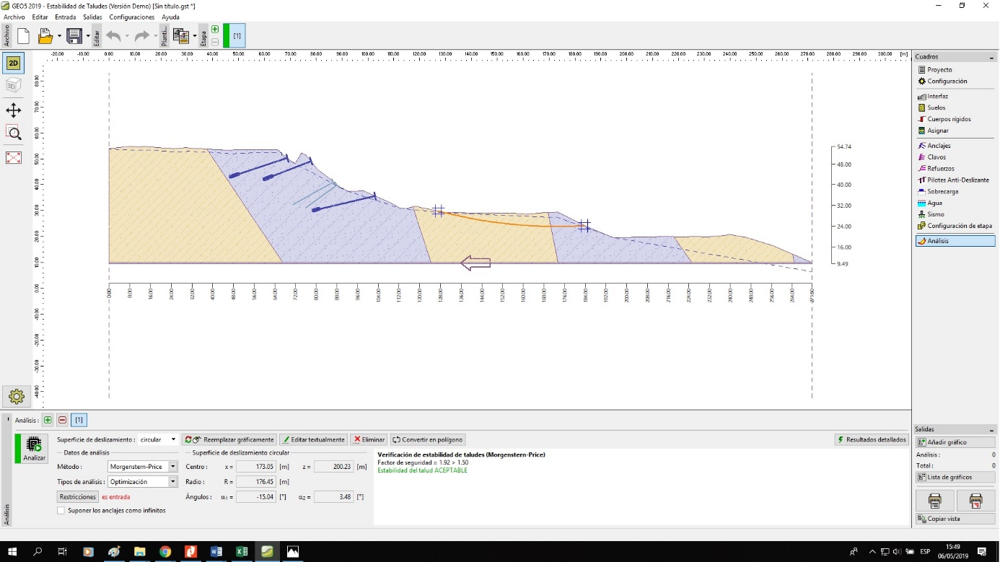 GEO5 2019 - Estabilidad de Taludes (Versión Demo) [Sin título.gst *]
Archivo Editar Entrada Salidas Configuraciones Ayuda
Archivo Editar Planti... Etapa [1]
-20.00 -10.00 0.00 10.00 20.00 30.00 40.00 50.00 60.00 70.00 80.00 90.00 100.00 110.00 120.00 130.00 140.00 150.00 160.00 170.00 180.00 190.00 200.00 210.00 220.00 230.00 240.00 250.00 260.00 270.00 280.00 290.00 300.00 [m]
2D
3D
80.00
70.00
60.00
50.00
40.00
30.00
20.00
10.00
0.00
-10.00
-20.00
-30.00
-40.00
54.74
48.00
40.00
32.00
24.00
16.00
9.49
0.00 8.00 16.00 24.00 32.00 40.00 48.00 56.00 64.00 72.00 80.00 88.00 96.00 104.00 112.00 120.00 128.00 136.00 144.00 152.00 160.00 168.00 176.00 184.00 192.00 200.00 208.00 216.00 224.00 232.00 240.00 248.00 256.00 264.00
Cuadros
Proyecto
Configuración
Interfaz
Suelos
Cuerpos rígidos
Asignar
Anclajes
Clavos
Refuerzos
Pilotes Anti-Deslizante
Sobrecarga
Agua
Sismo
Configuración de etapa
Análisis
Análisis : [1]
Analizar
Superficie de deslizamiento : circular Reemplazar gráficamente Editar textualmente Eliminar Convertir en polígono Resultados detallados
Datos de análisis Superficie de deslizamiento circular
Método : Morgenstern-Price Centro : x = 173.05 [m] z = 200.23 [m]
Tipos de análisis : Optimización Radio : R = 176.45 [m]
Restricciones es entrada Ángulos : α1 = -15.04 [°] α2 = 3.48 [°]
Suponer los anclajes como infinitos
Verificación de estabilidad de taludes (Morgenstern-Price)
Factor de seguridad = 1.92 > 1.50
Estabilidad del talud ACEPTABLE
Análisis
Salidas
Añadir gráfico
Análisis : 0
Total : 0
Lista de gráficos
Copiar vista
ESP
15:49
06/05/2019